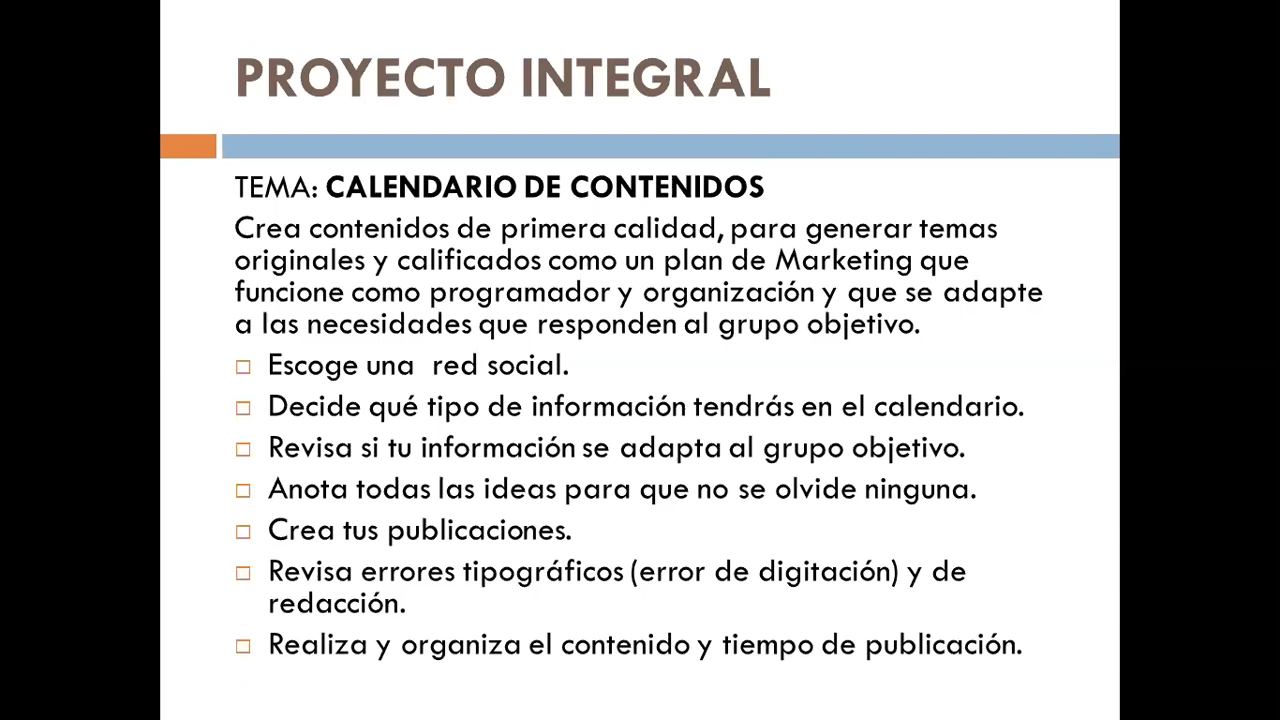 PROYECTO INTEGRAL
TEMA: CALENDARIO DE CONTENIDOS
Crea contenidos de primera calidad, para generar temas
originales y calificados como un plan de Marketing que
funcione como programador y organización y que se adapte
a las necesidades que responden al grupo objetivo.
Escoge una red social.
Decide qué tipo de información tendrás en el calendario.
Revisa si tu información se adapta al grupo objetivo.
Anota todas las ideas para que no se olvide ninguna.
Crea tus publicaciones.
Revisa errores tipográficos (error de digitación) y de
redacción.
Realiza y organiza el contenido y tiempo de publicación.